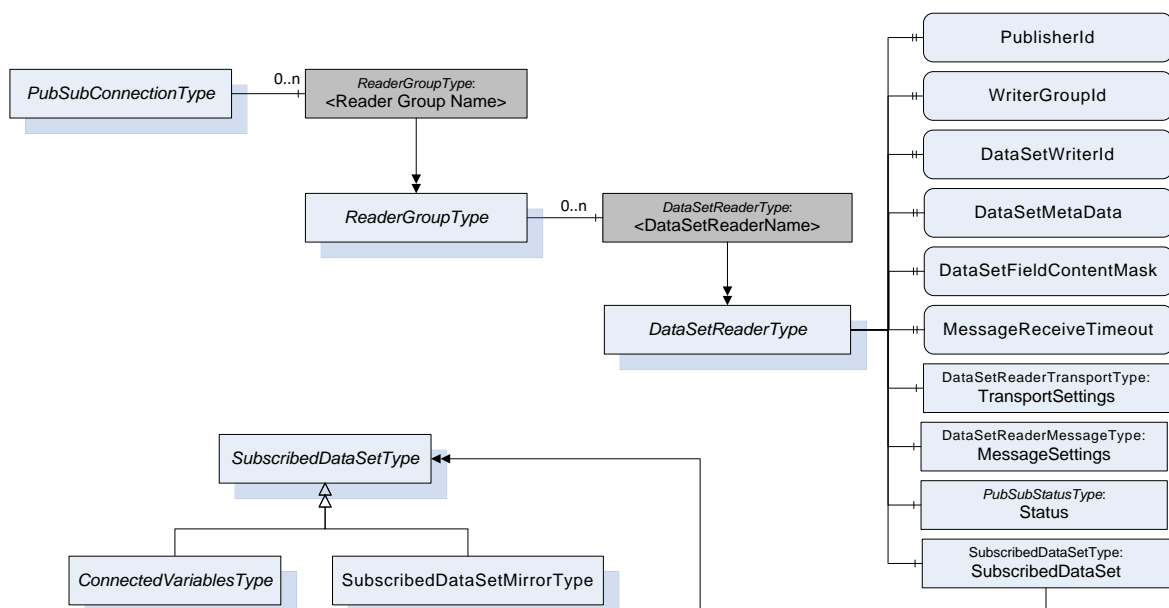 PublisherId
PubSubConnectionType
0..n
ReaderGroupType:
<Reader Group Name>
WriterGroupId
DataSetWriterId
ReaderGroupType
0..n
DataSetReaderType:
<DataSetReaderName>
DataSetMetaData
DataSetFieldContentMask
DataSetReaderType
MessageReceiveTimeout
DataSetReaderTransportType:
TransportSettings
DataSetReaderMessageType:
MessageSettings
SubscribedDataSetType
PubSubStatusType:
Status
SubscribedDataSetType:
SubscribedDataSet
ConnectedVariablesType
SubscribedDataSetMirrorType